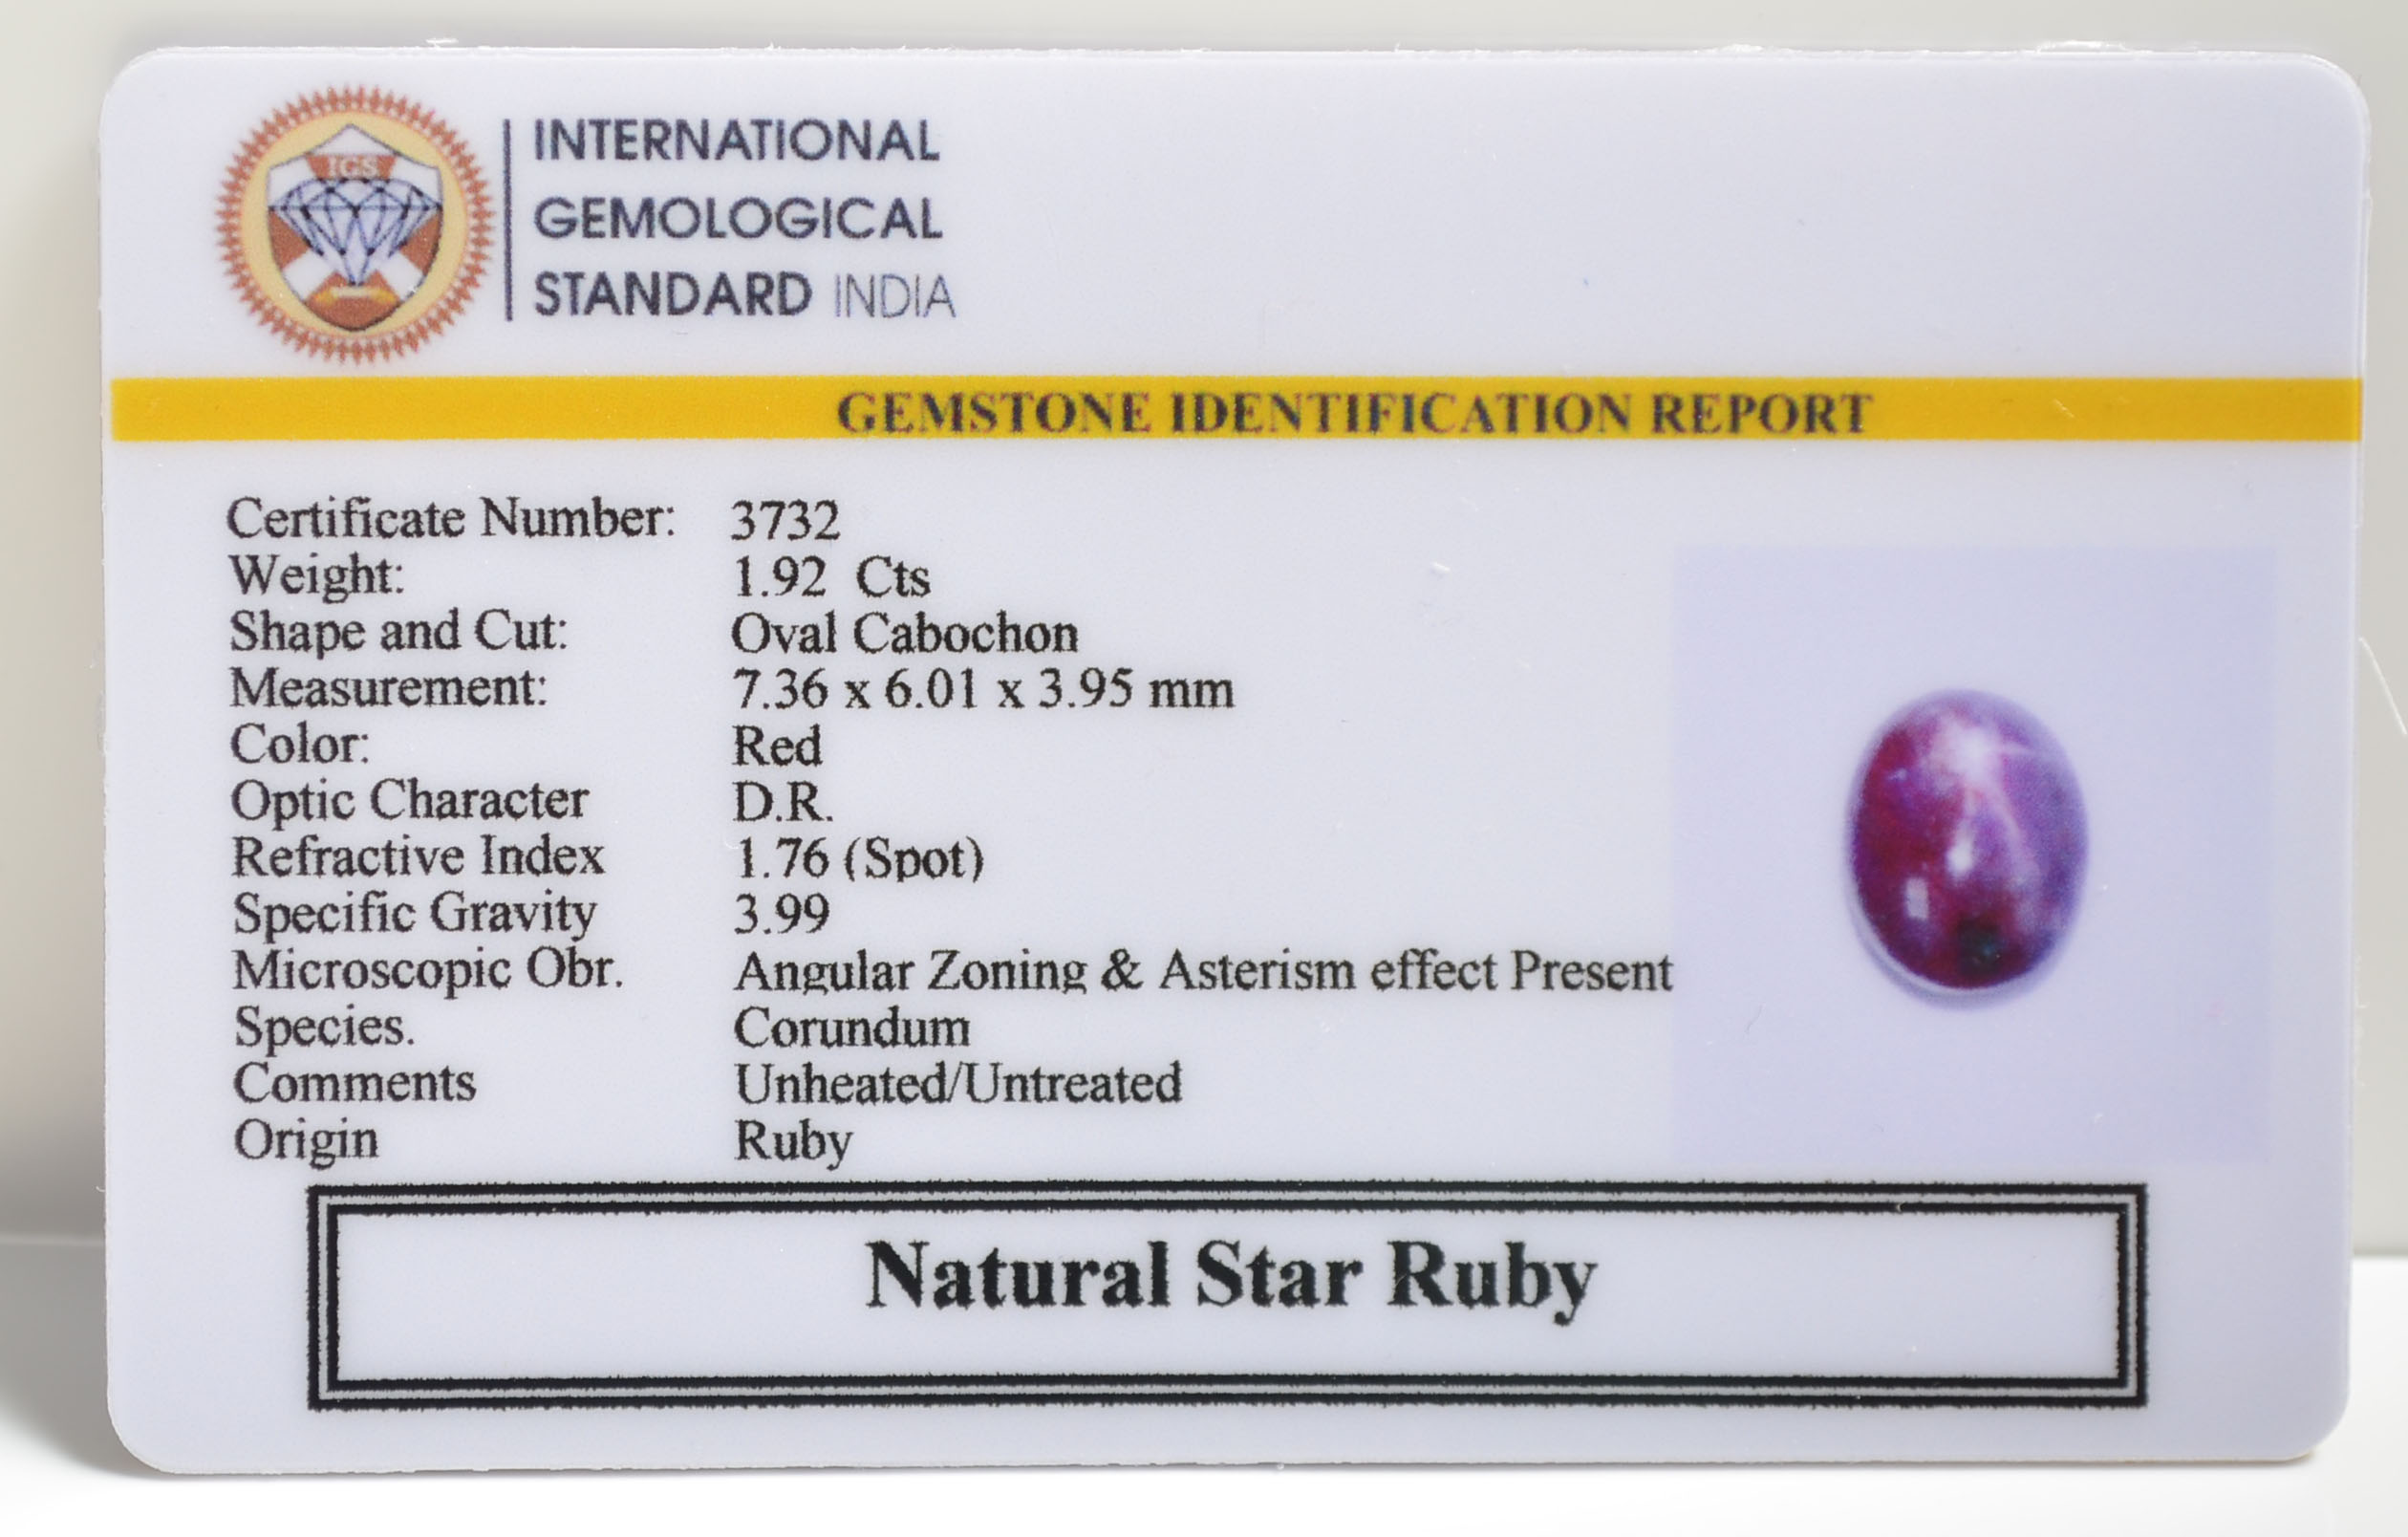 IGS
INTERNATIONAL
GEMOLOGICAL
STANDARD INDIA
GEMSTONE IDENTIFICATION REPORT
Certificate Number: 3732
Weight: 1.92 Cts
Shape and Cut: Oval Cabochon
Measurement: 7.36 x 6.01 x 3.95 mm
Color: Red
Optic Character D.R.
Refractive Index 1.76 (Spot)
Specific Gravity 3.99
Microscopic Obr. Angular Zoning & Asterism effect Present
Species. Corundum
Comments Unheated/Untreated
Origin Ruby
Natural Star Ruby